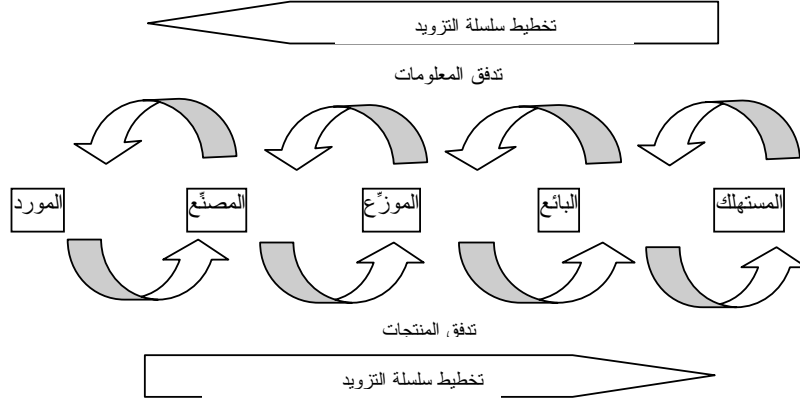 تخطيط سلسلة التزويد
تدفق المعلومات
المستهلك البائع الموزِّع المصنِّع المورد
تدفق المنتجات
تخطيط سلسلة التزويد